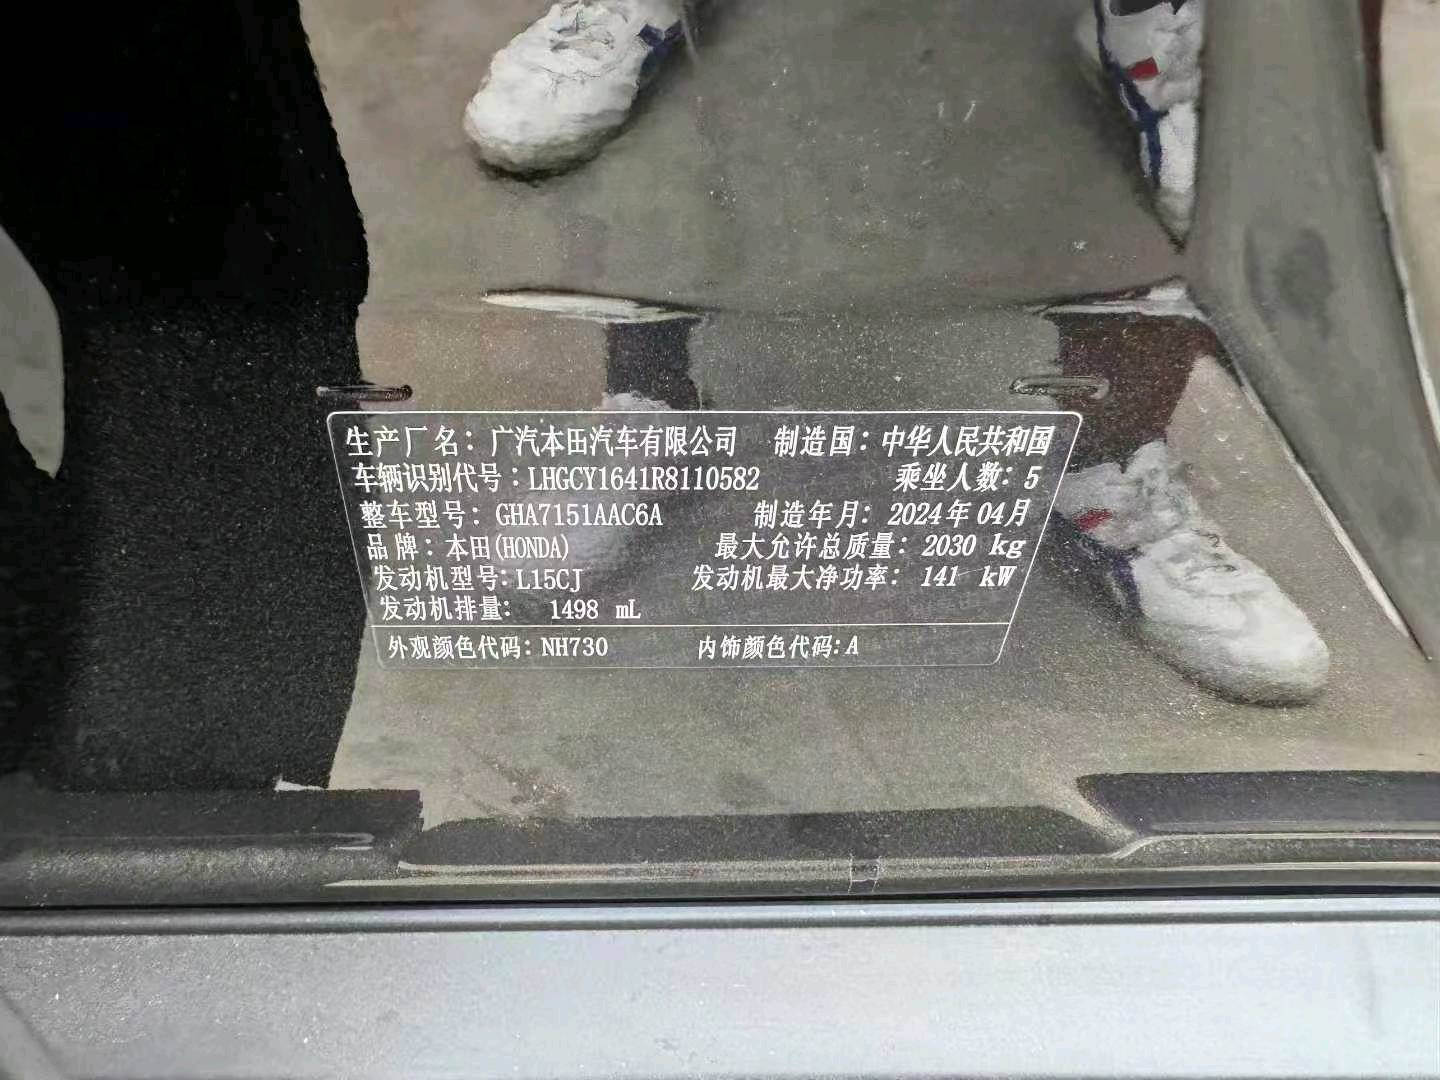 生产厂名：广汽本田汽车有限公司 制造国：中华人民共和国
车辆识别代号：LHGCY1641R8110582 乘坐人数：5
整车型号：GHA7151AAC6A 制造年月：2024年04月
品牌：本田(HONDA) 最大允许总质量：2030 kg
发动机型号：L15CJ 发动机最大净功率：141 kW
发动机排量： 1498 mL
外观颜色代码：NH730 内饰颜色代码：A